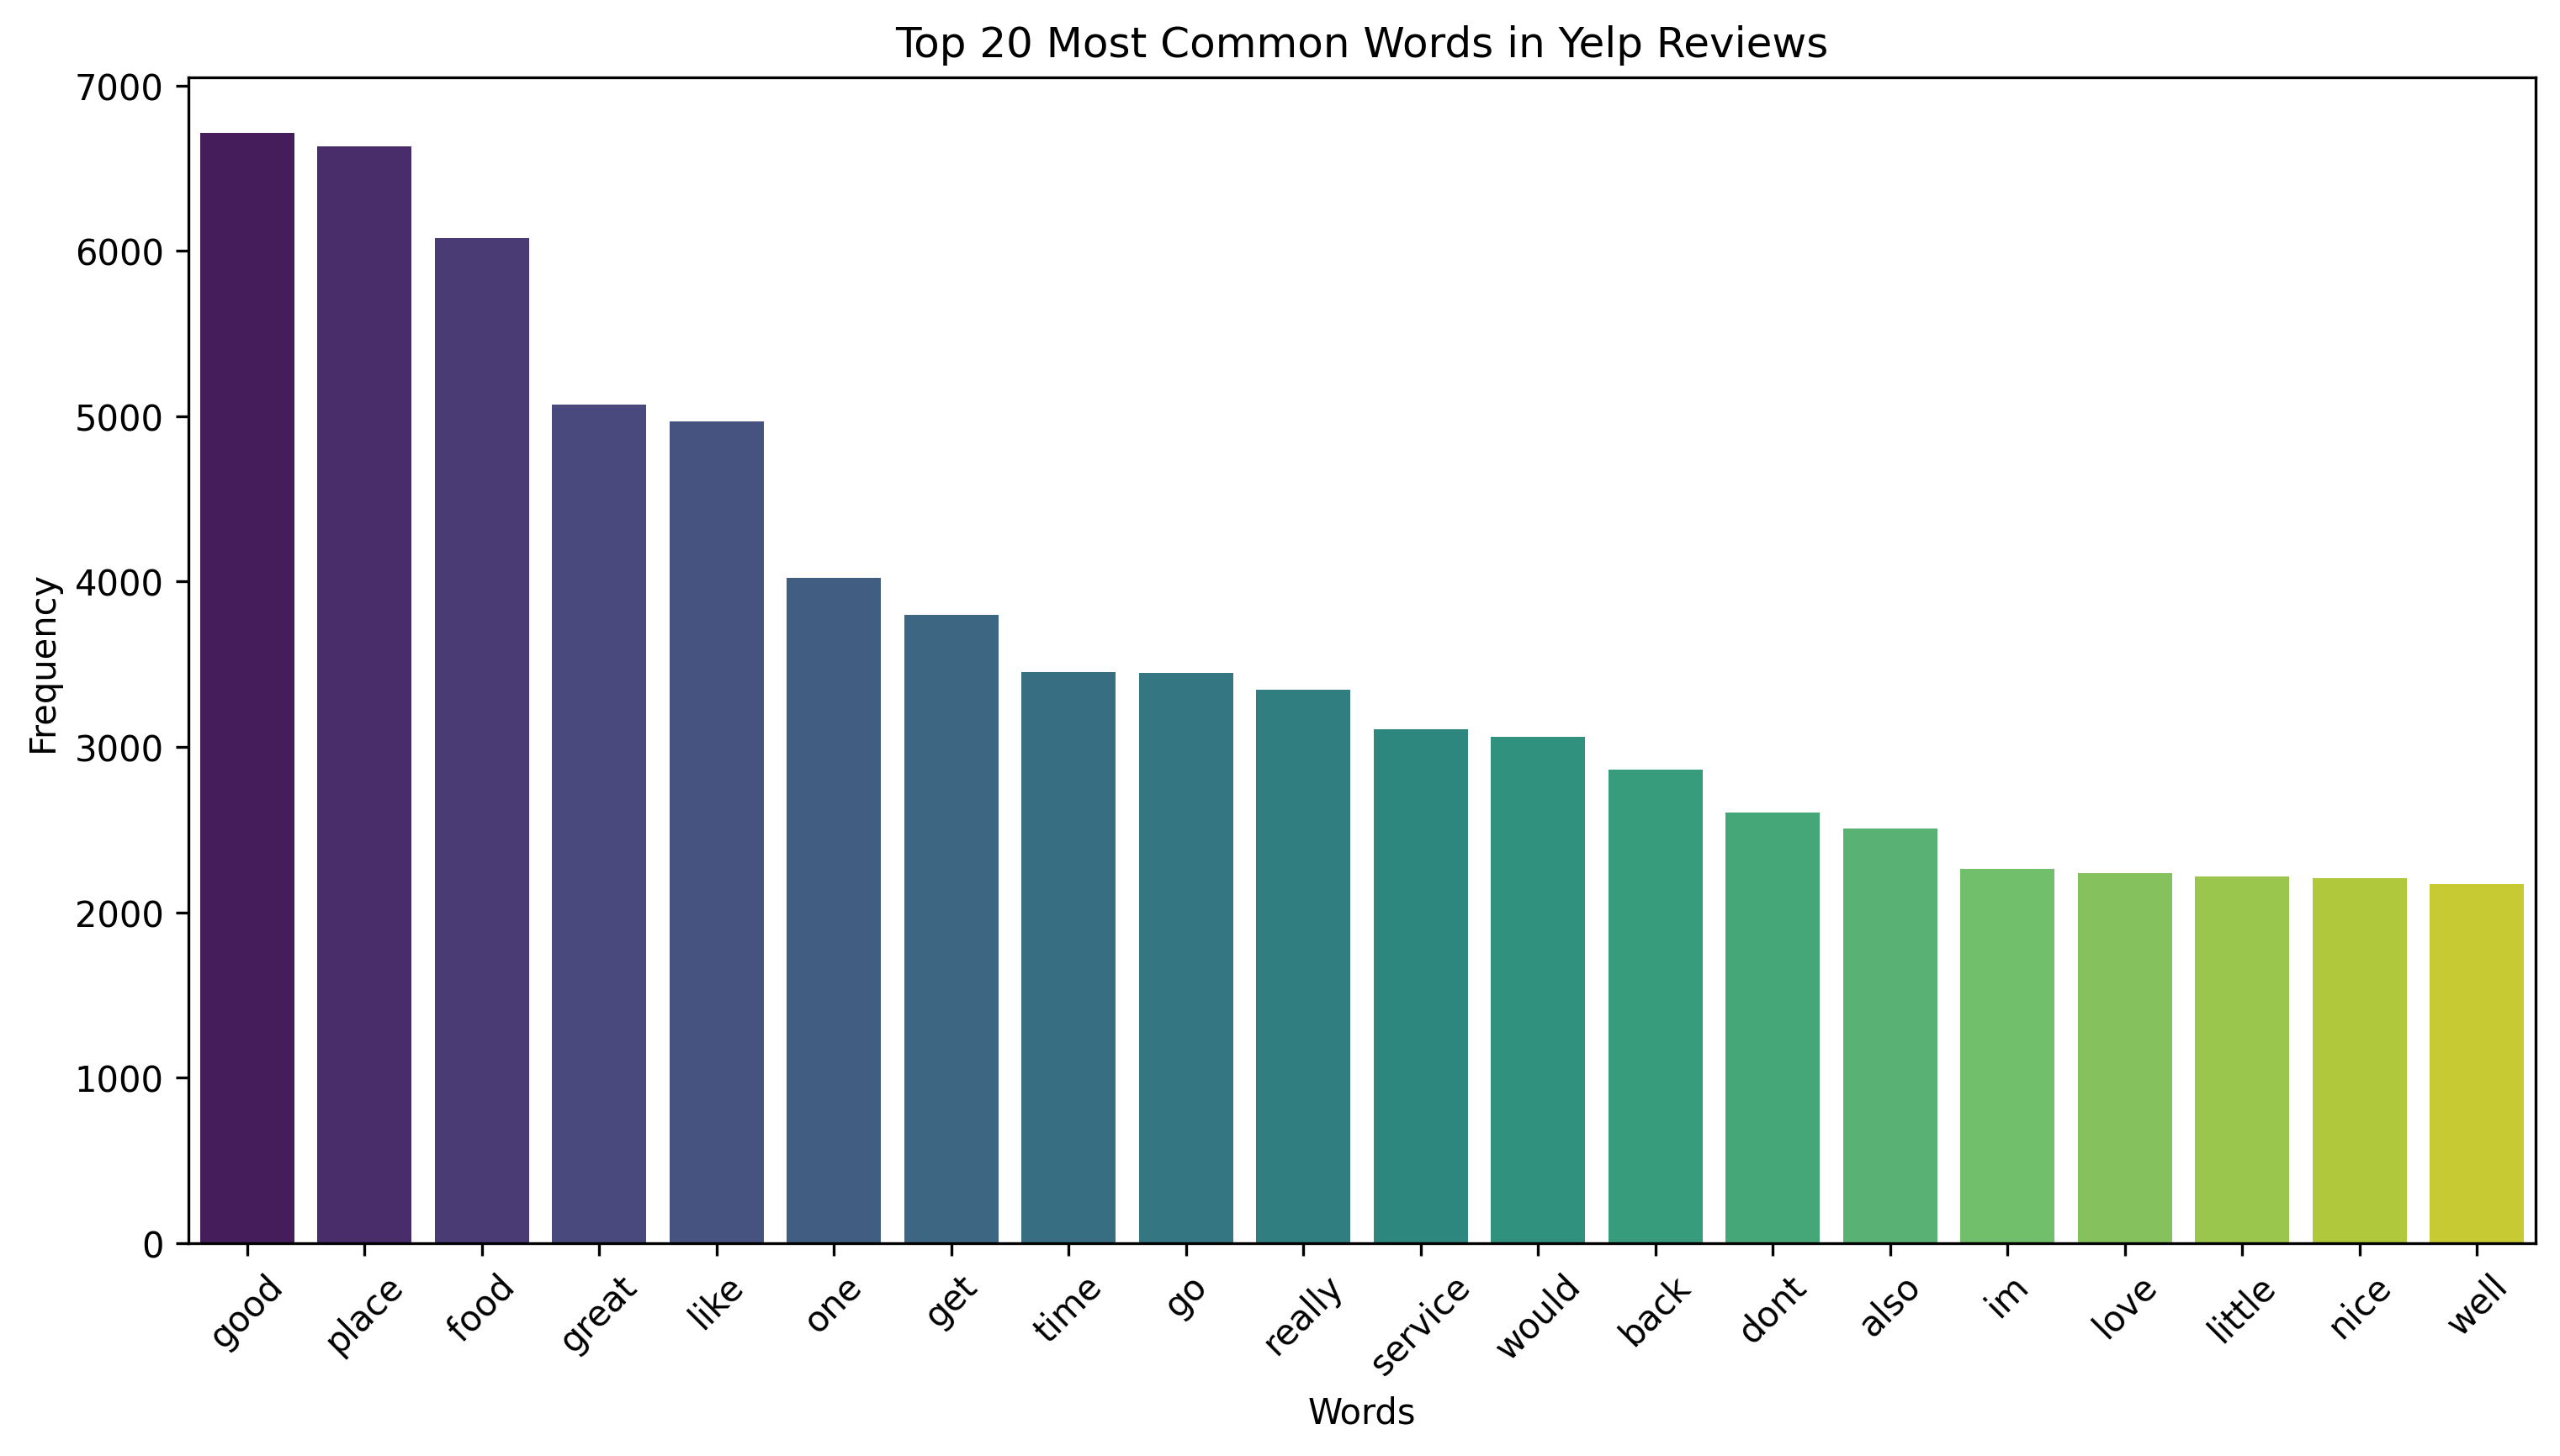 Top 20 Most Common Words in Yelp Reviews
7000
6000
5000
4000
3000
2000
1000
0
Frequency
good place food great like one get time go really service would back dont also im love little nice well
Words